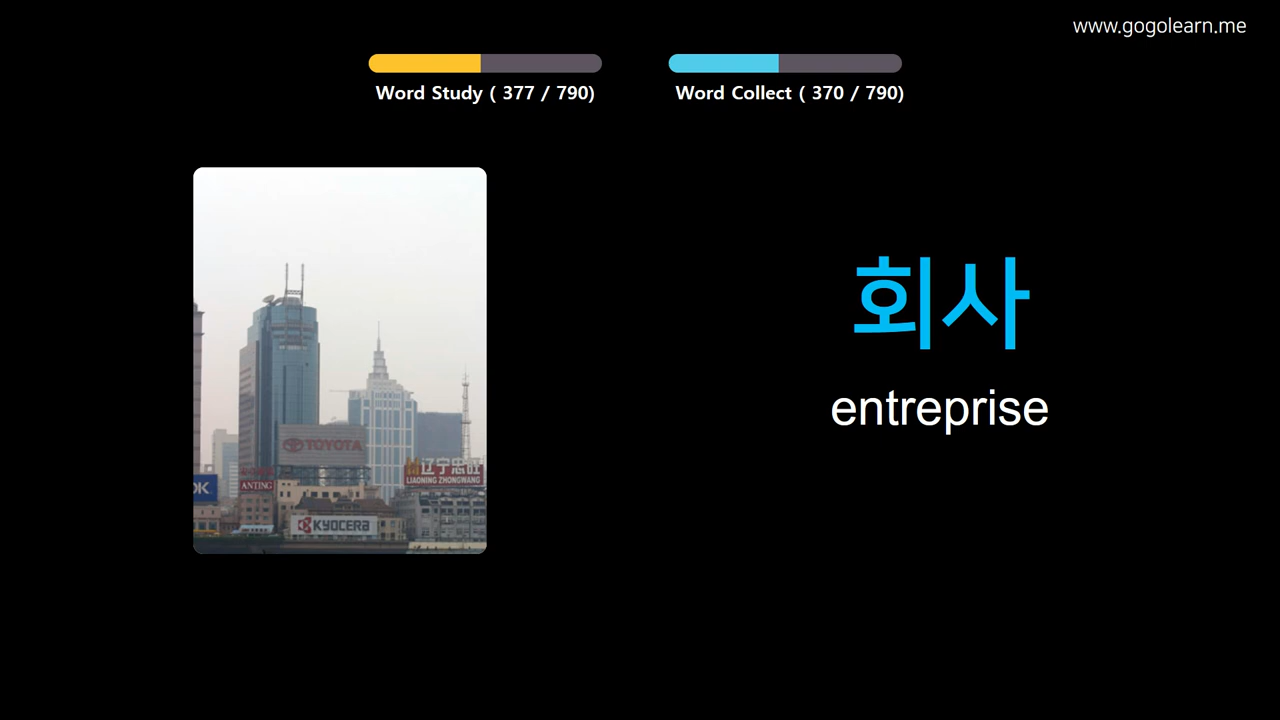 www.gogolearn.me
Word Study ( 377 / 790)
Word Collect ( 370 / 790)
회사
entreprise
TOYOTA
辽宁忠旺
LIAONING ZHONGWANG
OK
ANTING
KYOCERA